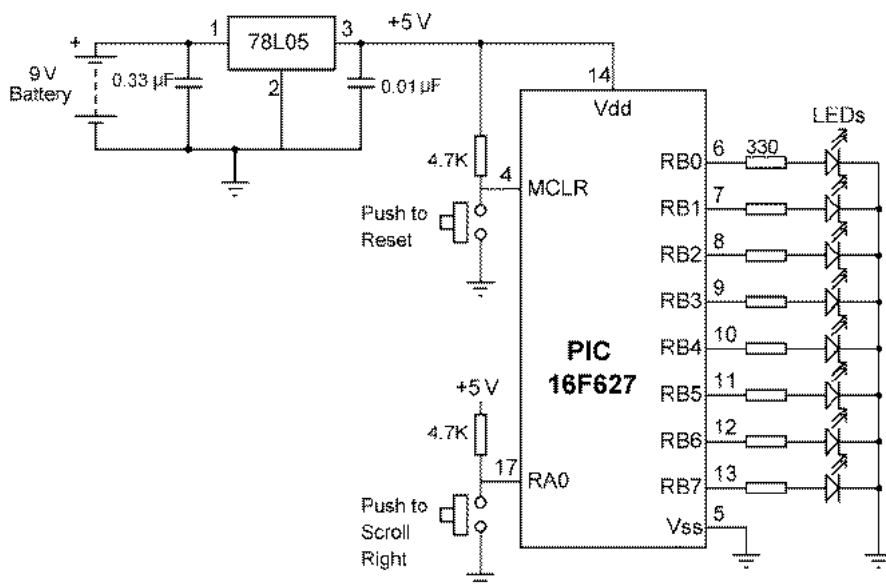 +5 V
1
78L05
3
+
9 V
Battery
0.33 µF
2
0.01 µF
14
Vdd
LEDs
4.7K
4
MCLR
Push to
Reset
RB0
6
330
RB1
7
RB2
8
RB3
9
RB4
10
RB5
11
RB6
12
RB7
13
Vss
5
PIC
16F627
+5 V
4.7K
17
RA0
Push to
Scroll
Right